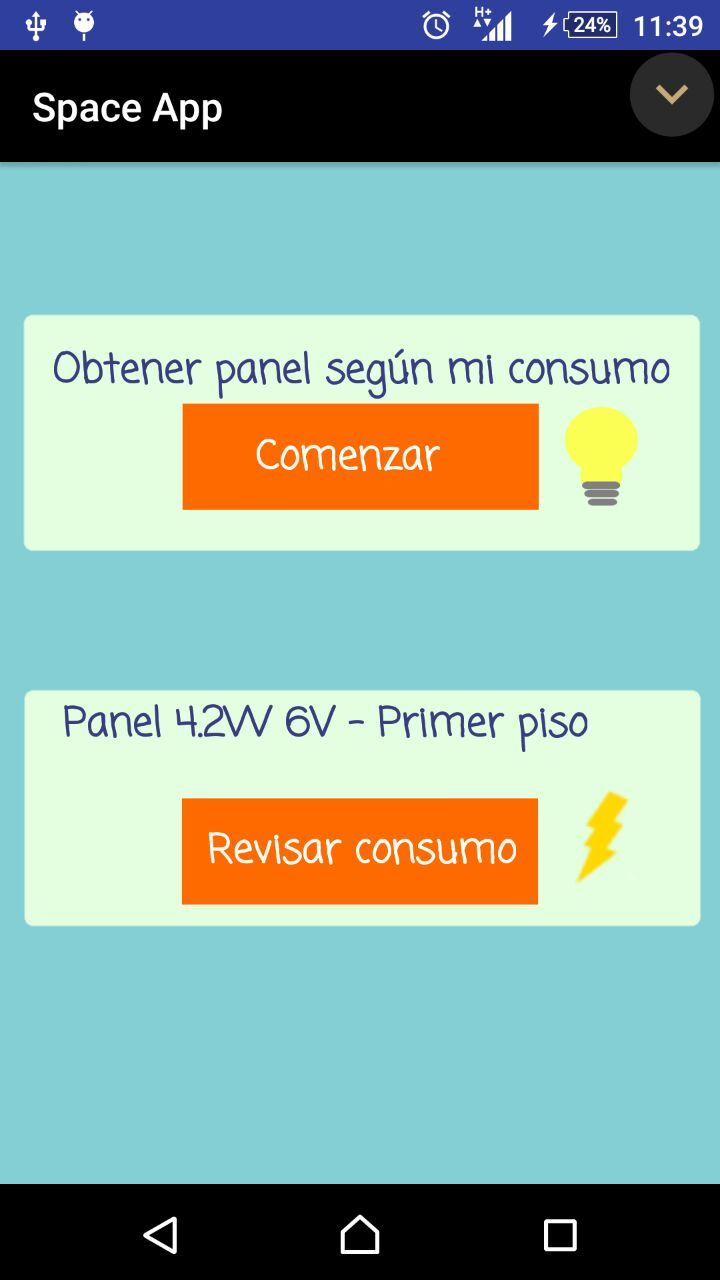 H+
24%
11:39
Space App
Obtener panel según mi consumo
Comenzar
Panel 4.2W 6V - Primer piso
Revisar consumo